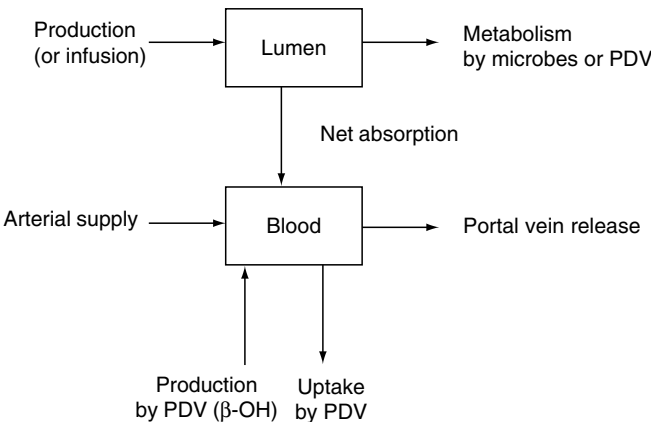 Production
(or infusion)
Lumen
Metabolism
by microbes or PDV
Net absorption
Arterial supply
Blood
Portal vein release
Production
by PDV (β-OH)
Uptake
by PDV